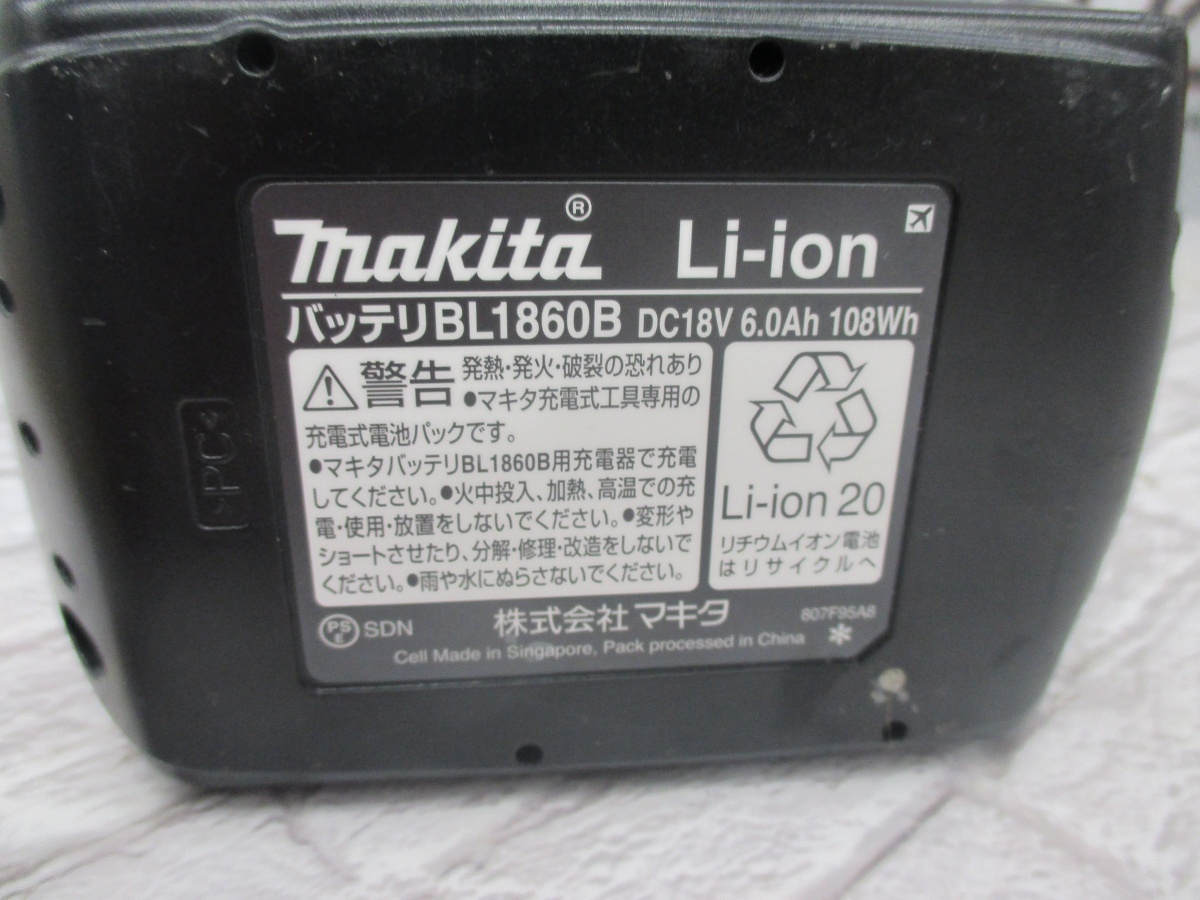 makita® Li-ion
バッテリBL1860B DC18V 6.0Ah 108Wh
警告 発熱・発火・破裂の恐れあり
●マキタ充電式工具専用の
充電式電池パックです。
●マキタバッテリBL1860B用充電器で充電
してください。●火中投入、加熱、高温での充
電・使用・放置をしないでください。●変形や
ショートさせたり、分解・修理・改造をしないで
ください。●雨や水にぬらさないでください。
Li-ion 20
リチウムイオン電池
はリサイクルへ
>PC<
PS
E SDN 株式会社 マキタ 807F95A8
Cell Made in Singapore, Pack processed in China *